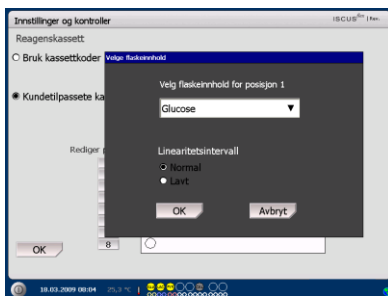 Innstillinger og kontroller
ISCUS
Reagenskassett
Bruk kassettkoder
Velge flaskeinnhold
Velg flaskeinnhold for posisjon 1
Kundetilpassete ka
Glucose
Rediger p
Linearitetsintervall
Normal
Lavt
OK
Avbryt
OK
8
18.03.2009 08:04
25,3 °C